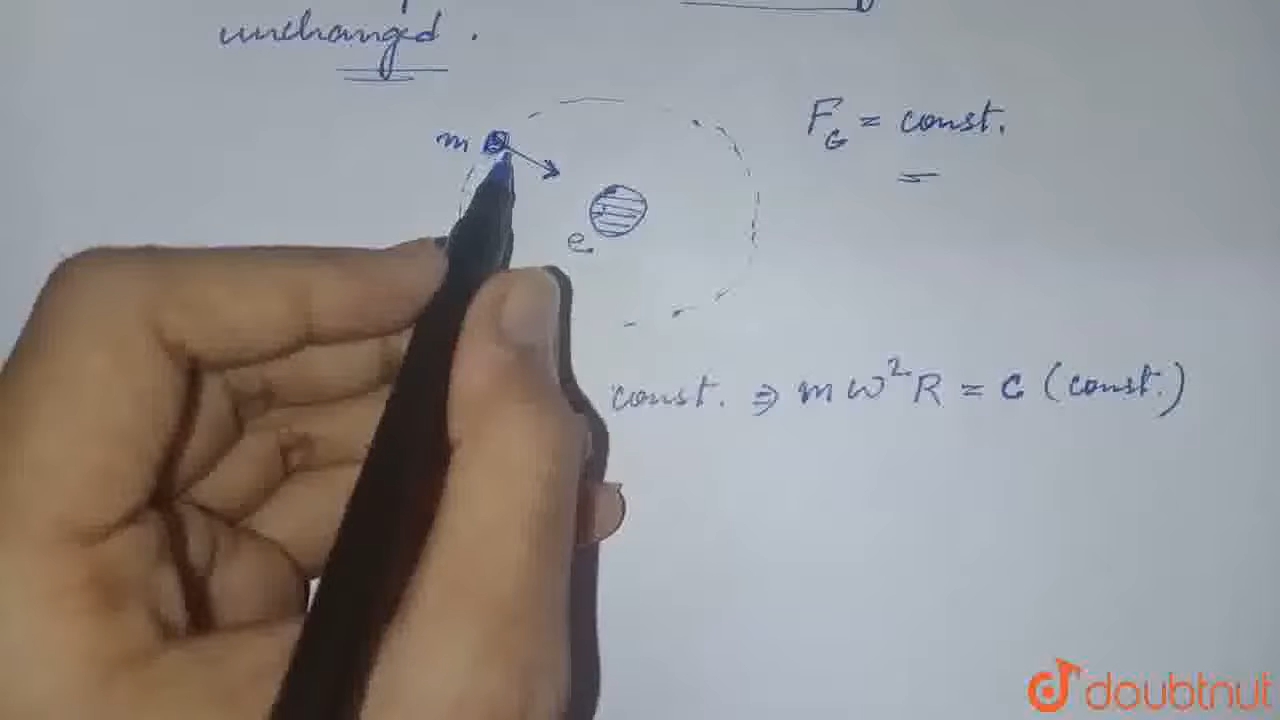 unchanged.
m
F_G = const.
e
const. ⇒ mω²R = C (const.)
doubtnut